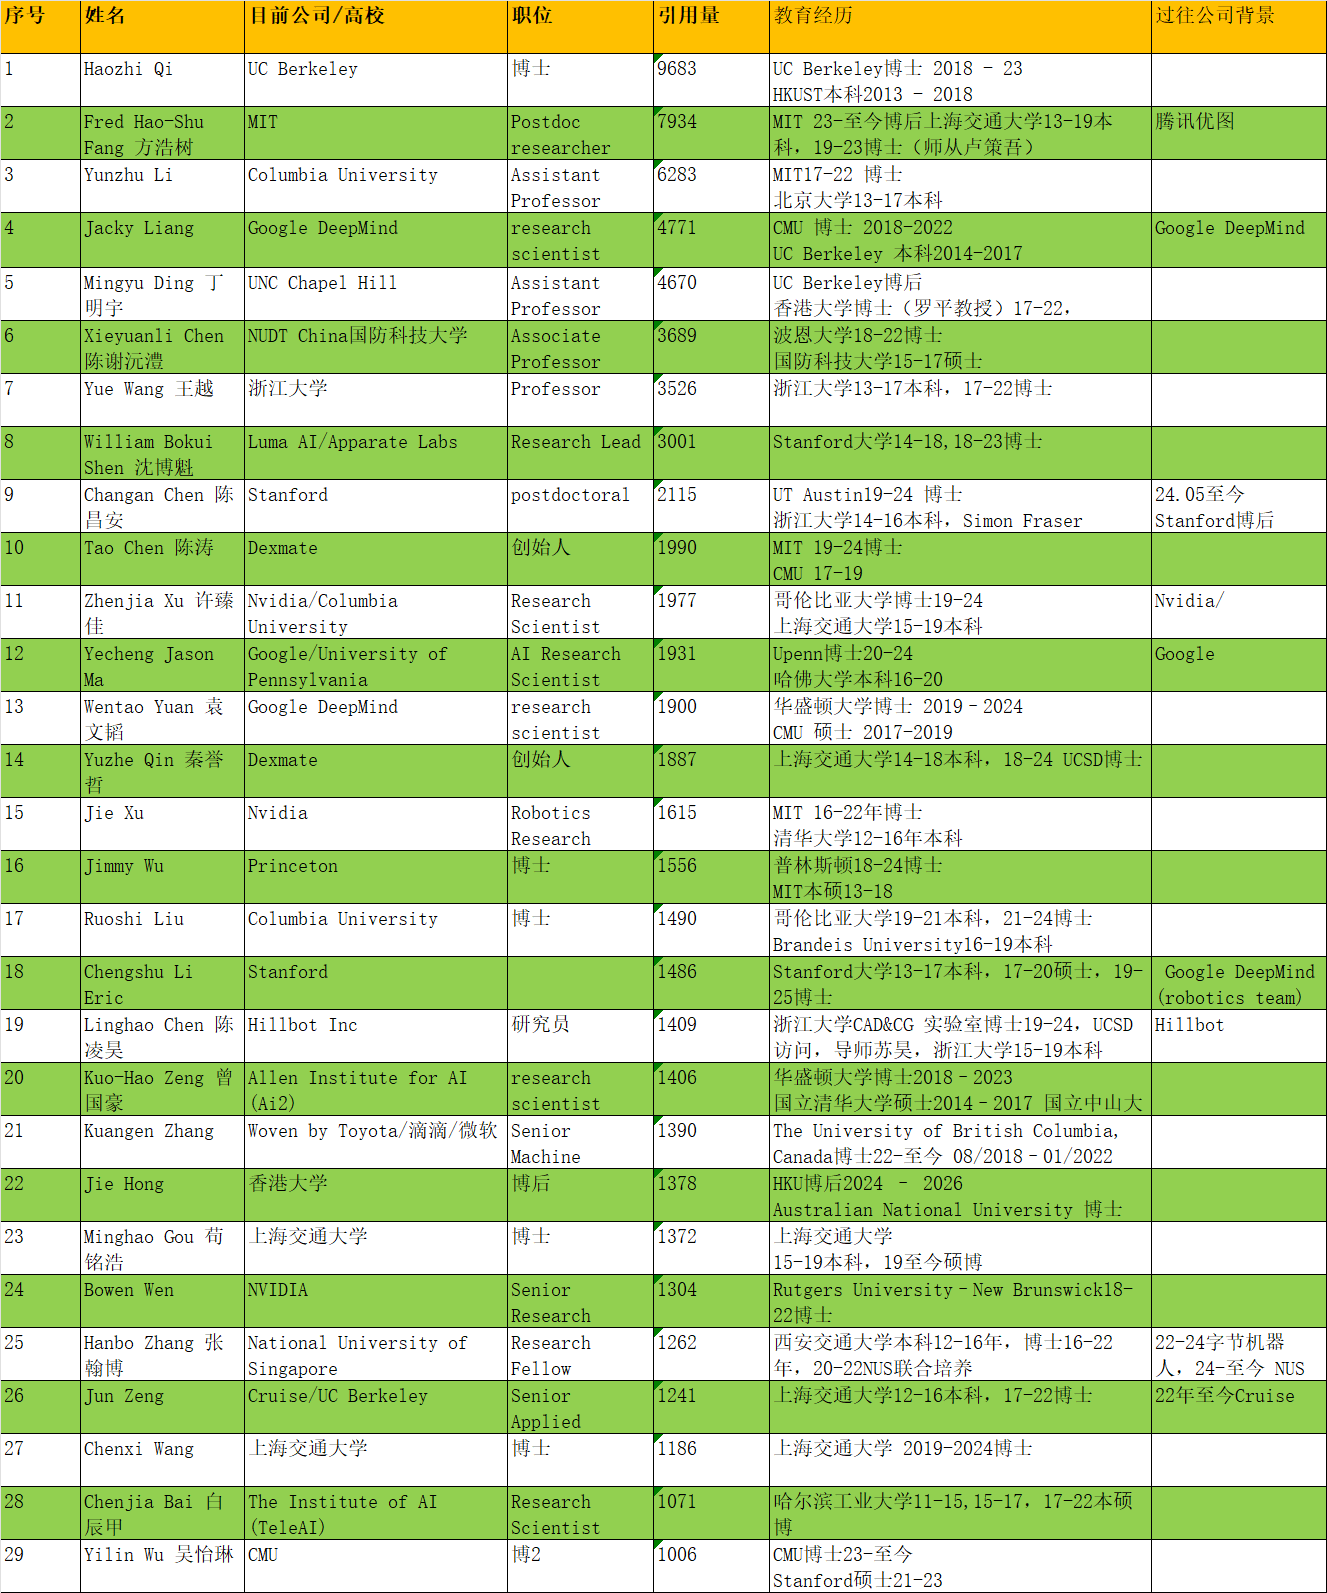 序号 姓名 目前公司/高校 职位 引用量 教育经历 过往公司背景
1 Haozhi Qi UC Berkeley 博士 9683 UC Berkeley博士 2018 - 23
HKUST本科2013 - 2018
2 Fred Hao-Shu MIT Postdoc 7934 MIT 23-至今博后上海交通大学13-19本 腾讯优图
Fang 方浩树 researcher 科，19-23博士（师从卢策吾）
3 Yunzhu Li Columbia University Assistant 6283 MIT17-22 博士
Professor 北京大学13-17本科
4 Jacky Liang Google DeepMind research 4771 CMU 博士 2018-2022 Google DeepMind
scientist UC Berkeley 本科2014-2017
5 Mingyu Ding 丁 UNC Chapel Hill Assistant 4670 UC Berkeley博后
明宇 Professor 香港大学博士（罗平教授）17-22，
6 Xieyuanli Chen NUDT China国防科技大学 Associate 3689 波恩大学18-22博士
陈谢沅澧 Professor 国防科技大学15-17硕士
7 Yue Wang 王越 浙江大学 Professor 3526 浙江大学13-17本科，17-22博士
8 William Bokui Luma AI/Apparate Labs Research Lead 3001 Stanford大学14-18,18-23博士
Shen 沈博魁
9 Changan Chen 陈 Stanford postdoctoral 2115 UT Austin19-24 博士 24.05至今
昌安 浙江大学14-16本科，Simon Fraser Stanford博后
10 Tao Chen 陈涛 Dexmate 创始人 1990 MIT 19-24博士
CMU 17-19
11 Zhenjia Xu 许臻 Nvidia/Columbia Research 1977 哥伦比亚大学博士19-24 Nvidia/
佳 University Scientist 上海交通大学15-19本科
12 Yecheng Jason Google/University of AI Research 1931 Upenn博士20-24 Google
Ma Pennsylvania Scientist 哈佛大学本科16-20
13 Wentao Yuan 袁 Google DeepMind research 1900 华盛顿大学博士 2019–2024
文韬 scientist CMU 硕士 2017-2019
14 Yuzhe Qin 秦誉 Dexmate 创始人 1887 上海交通大学14-18本科，18-24 UCSD博士
哲
15 Jie Xu Nvidia Robotics 1615 MIT 16-22年博士
Research 清华大学12-16年本科
16 Jimmy Wu Princeton 博士 1556 普林斯顿18-24博士
MIT本硕13-18
17 Ruoshi Liu Columbia University 博士 1490 哥伦比亚大学19-21本科，21-24博士
Brandeis University16-19本科
18 Chengshu Li Stanford 1486 Stanford大学13-17本科，17-20硕士，19- Google DeepMind
Eric 25博士 (robotics team)
19 Linghao Chen 陈 Hillbot Inc 研究员 1409 浙江大学CAD&CG 实验室博士19-24，UCSD Hillbot
凌昊 访问，导师苏昊，浙江大学15-19本科
20 Kuo-Hao Zeng 曾 Allen Institute for AI research 1406 华盛顿大学博士2018–2023
国豪 (Ai2) scientist 国立清华大学硕士2014–2017 国立中山大
21 Kuangen Zhang Woven by Toyota/滴滴/微软 Senior 1390 The University of British Columbia,
Machine Canada博士22-至今 08/2018–01/2022
22 Jie Hong 香港大学 博后 1378 HKU博后2024 – 2026
Australian National University 博士
23 Minghao Gou 苟 上海交通大学 博士 1372 上海交通大学
铭浩 15-19本科，19至今硕博
24 Bowen Wen NVIDIA Senior 1304 Rutgers University–New Brunswick18-
Research 22博士
25 Hanbo Zhang 张 National University of Research 1262 西安交通大学本科12-16年，博士16-22 22-24字节机器
翰博 Singapore Fellow 年，20-22NUS联合培养 人，24-至今 NUS
26 Jun Zeng Cruise/UC Berkeley Senior 1241 上海交通大学12-16本科，17-22博士 22年至今Cruise
Applied
27 Chenxi Wang 上海交通大学 博士 1186 上海交通大学 2019-2024博士
28 Chenjia Bai 白 The Institute of AI Research 1071 哈尔滨工业大学11-15,15-17，17-22本硕
辰甲 (TeleAI) Scientist 博
29 Yilin Wu 吴怡琳 CMU 博2 1006 CMU博士23-至今
Stanford硕士21-23